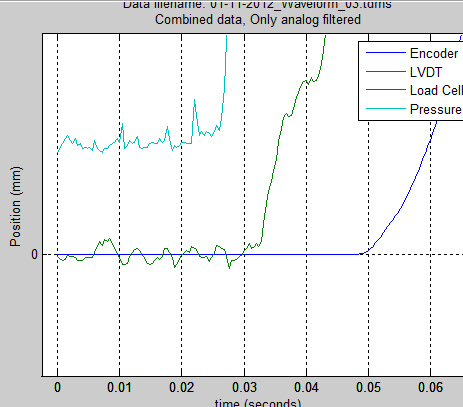 Data filename: 01-11-2012_Waveform_03.tdms
Combined data, Only analog filtered
Encoder
LVDT
Load Cell
Pressure
Position (mm)
0
0 0.01 0.02 0.03 0.04 0.05 0.06
time (seconds)